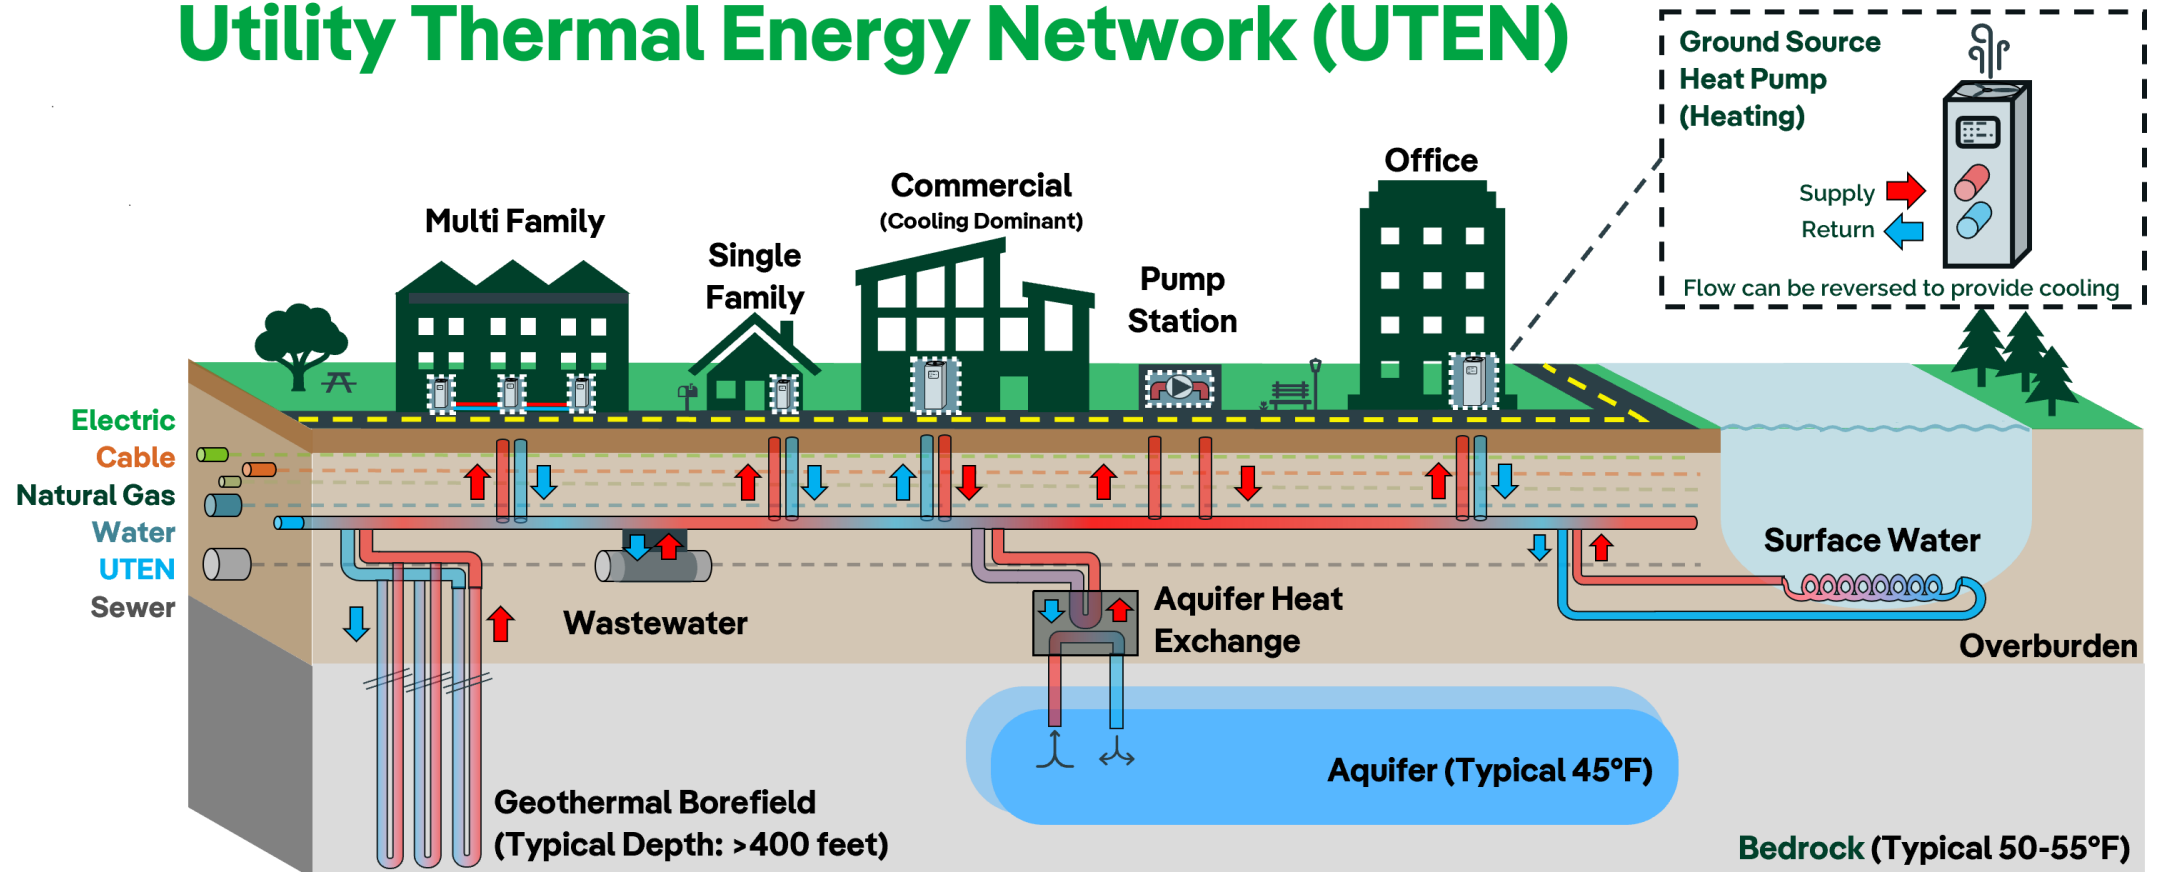 Utility Thermal Energy Network (UTEN)
Ground Source
Heat Pump
(Heating)
Supply
Return
Flow can be reversed to provide cooling
Multi Family
Single
Family
Commercial
(Cooling Dominant)
Pump
Station
Office
Electric
Cable
Natural Gas
Water
UTEN
Sewer
Wastewater
Aquifer Heat
Exchange
Surface Water
Overburden
Geothermal Borefield
(Typical Depth: >400 feet)
Aquifer (Typical 45°F)
Bedrock (Typical 50-55°F)